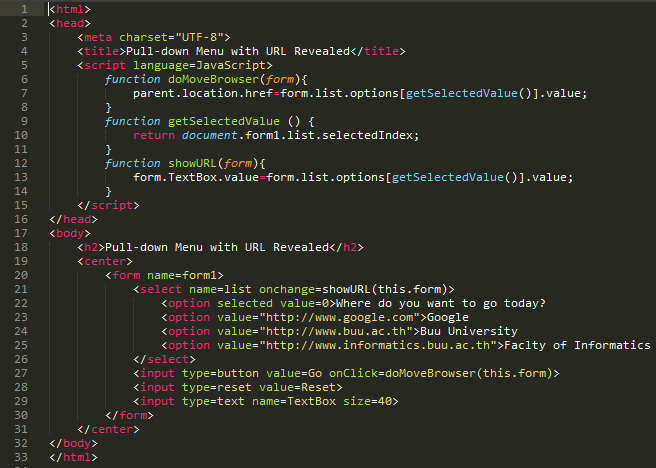 1 <html>
2 <head>
3 <meta charset="UTF-8">
4 <title>Pull-down Menu with URL Revealed</title>
5 <script language=JavaScript>
6 function doMoveBrowser(form){
7 parent.location.href=form.list.options[getSelectedValue()].value;
8 }
9 function getSelectedValue () {
10 return document.form1.list.selectedIndex;
11 }
12 function showURL(form){
13 form.TextBox.value=form.list.options[getSelectedValue()].value;
14 }
15 </script>
16 </head>
17 <body>
18 <h2>Pull-down Menu with URL Revealed</h2>
19 <center>
20 <form name=form1>
21 <select name=list onchange=showURL(this.form)>
22 <option selected value=0>Where do you want to go today?
23 <option value="http://www.google.com">Google
24 <option value="http://www.buu.ac.th">Buu University
25 <option value="http://www.informatics.buu.ac.th">Faclty of Informatics
26 </select>
27 <input type=button value=Go onClick=doMoveBrowser(this.form)>
28 <input type=reset value=Reset>
29 <input type=text name=TextBox size=40>
30 </form>
31 </center>
32 </body>
33 </html>